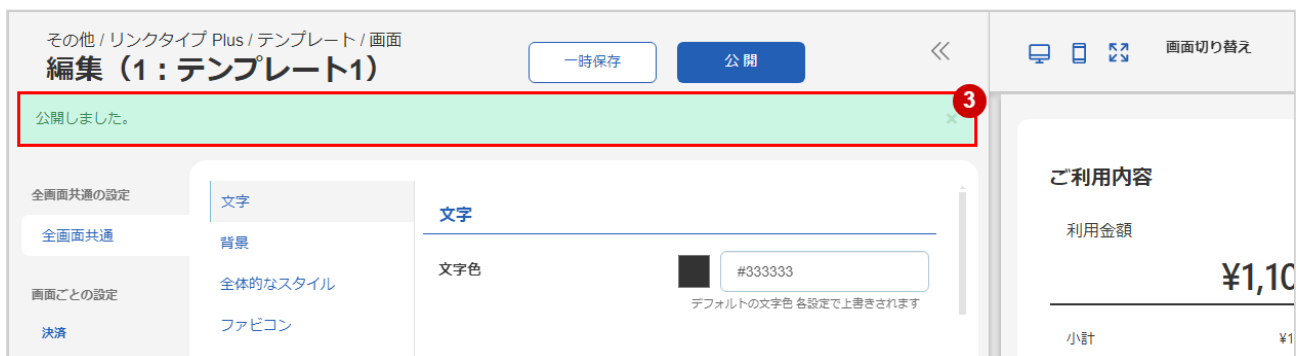 その他 / リンクタイプ Plus / テンプレート / 画面
編集（1：テンプレート1）
一時保存
公開
画面切り替え
3
公開しました。
×
全画面共通の設定
全画面共通
画面ごとの設定
決済
文字
背景
全体的なスタイル
ファビコン
文字
文字色
#333333
デフォルトの文字色 各設定で上書きされます
ご利用内容
利用金額
¥1,10
小計
¥1